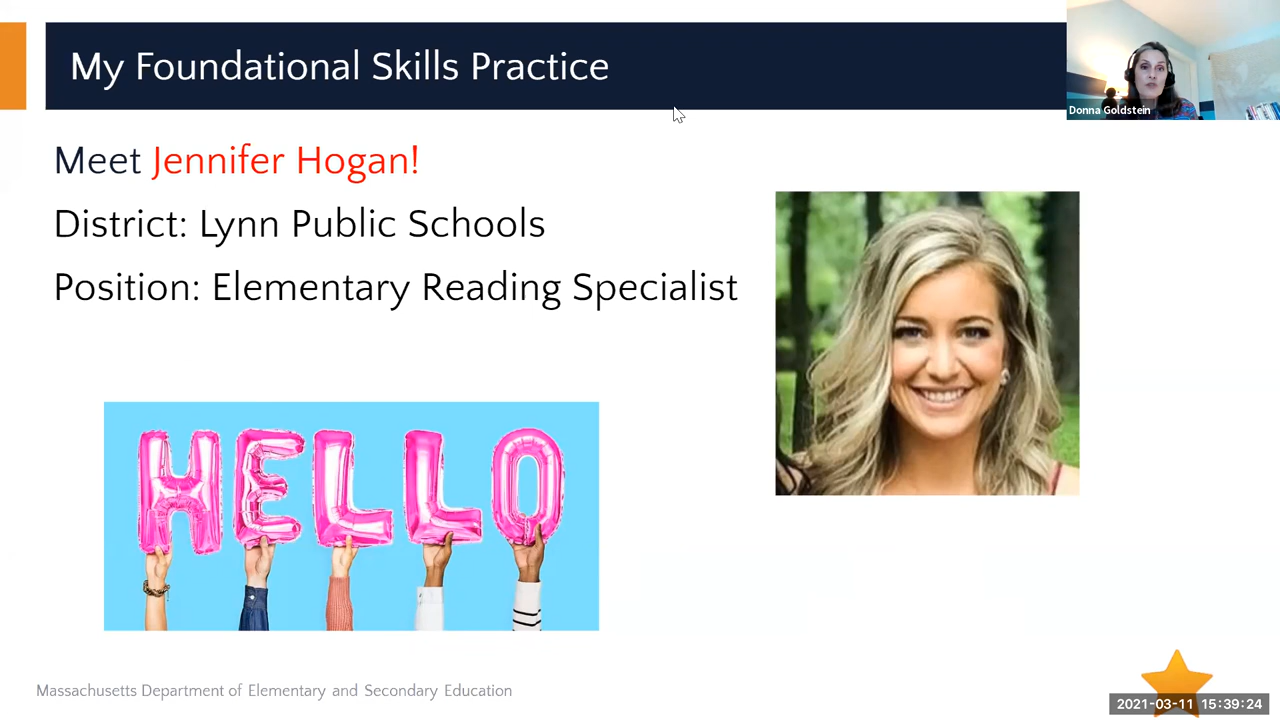 My Foundational Skills Practice
Donna Goldstein
Meet Jennifer Hogan!
District: Lynn Public Schools
Position: Elementary Reading Specialist
HELLO
Massachusetts Department of Elementary and Secondary Education
2021-03-11 15:39:24